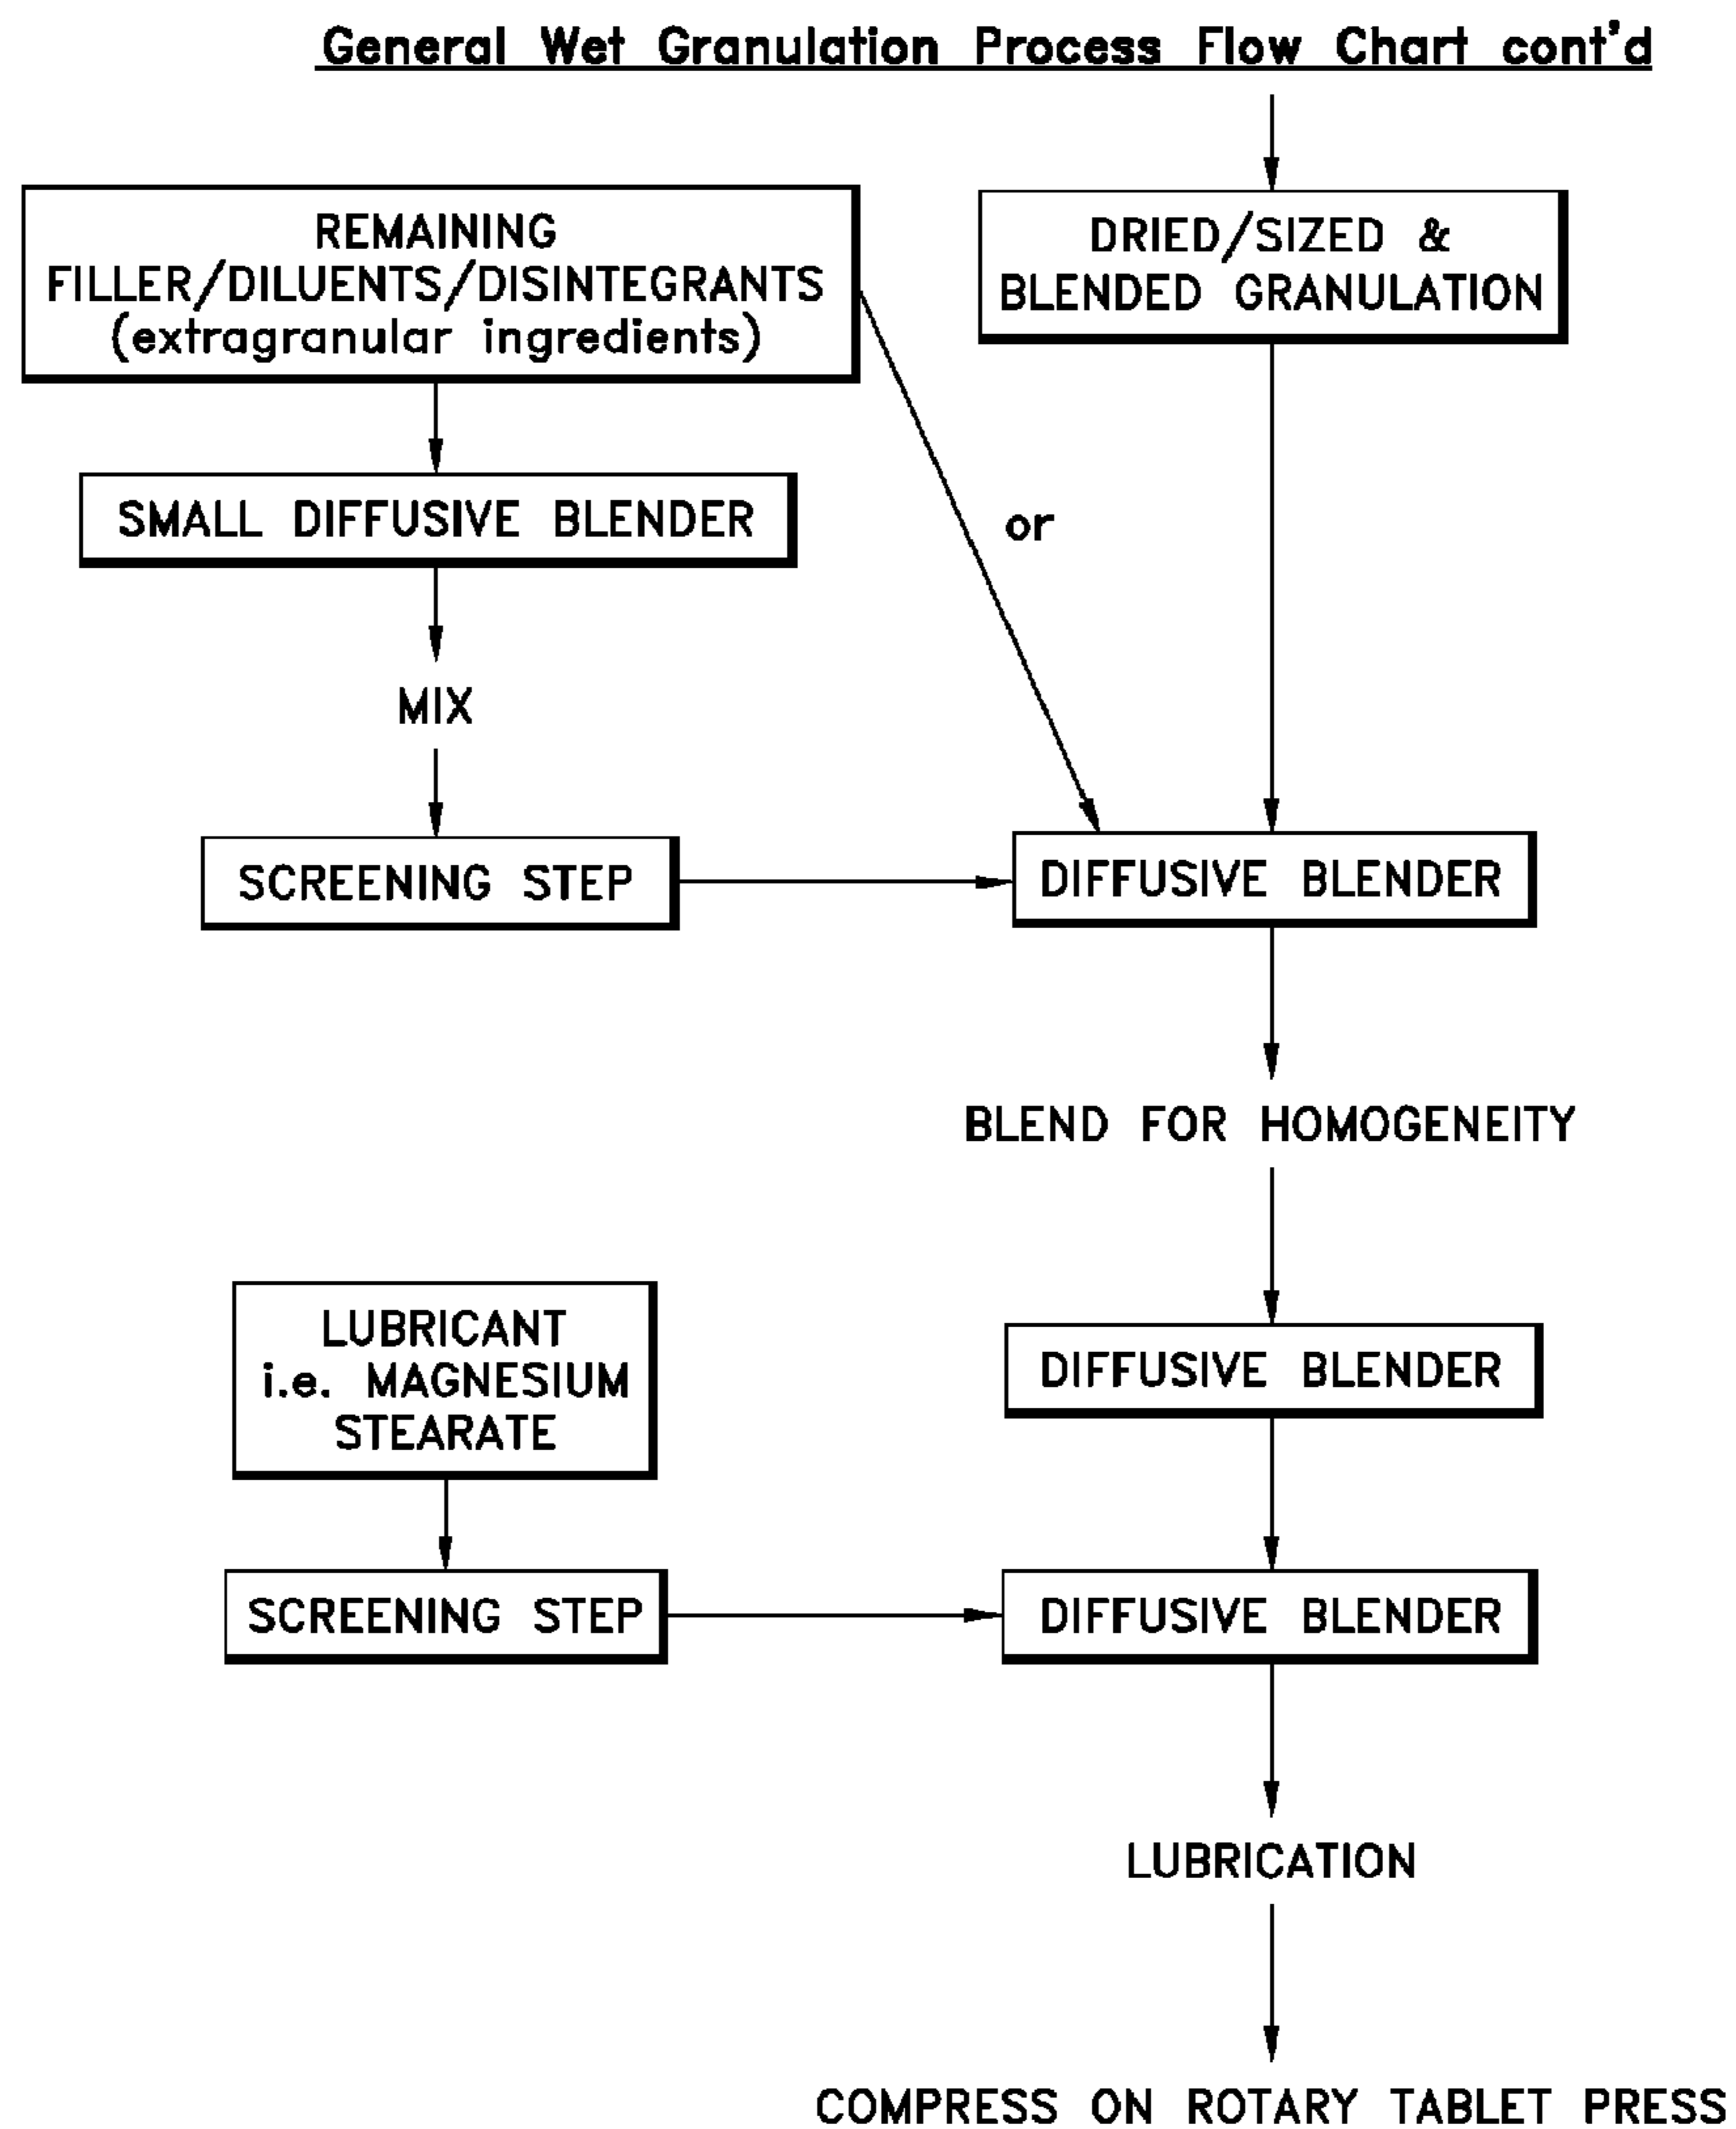 General Wet Granulation Process Flow Chart cont'd
REMAINING
FILLER/DILUENTS/DISINTEGRANTS
(extragranular ingredients)
DRIED/SIZED &
BLENDED GRANULATION
SMALL DIFFUSIVE BLENDER
or
MIX
SCREENING STEP
DIFFUSIVE BLENDER
BLEND FOR HOMOGENEITY
LUBRICANT
i.e. MAGNESIUM
STEARATE
DIFFUSIVE BLENDER
SCREENING STEP
DIFFUSIVE BLENDER
LUBRICATION
COMPRESS ON ROTARY TABLET PRESS